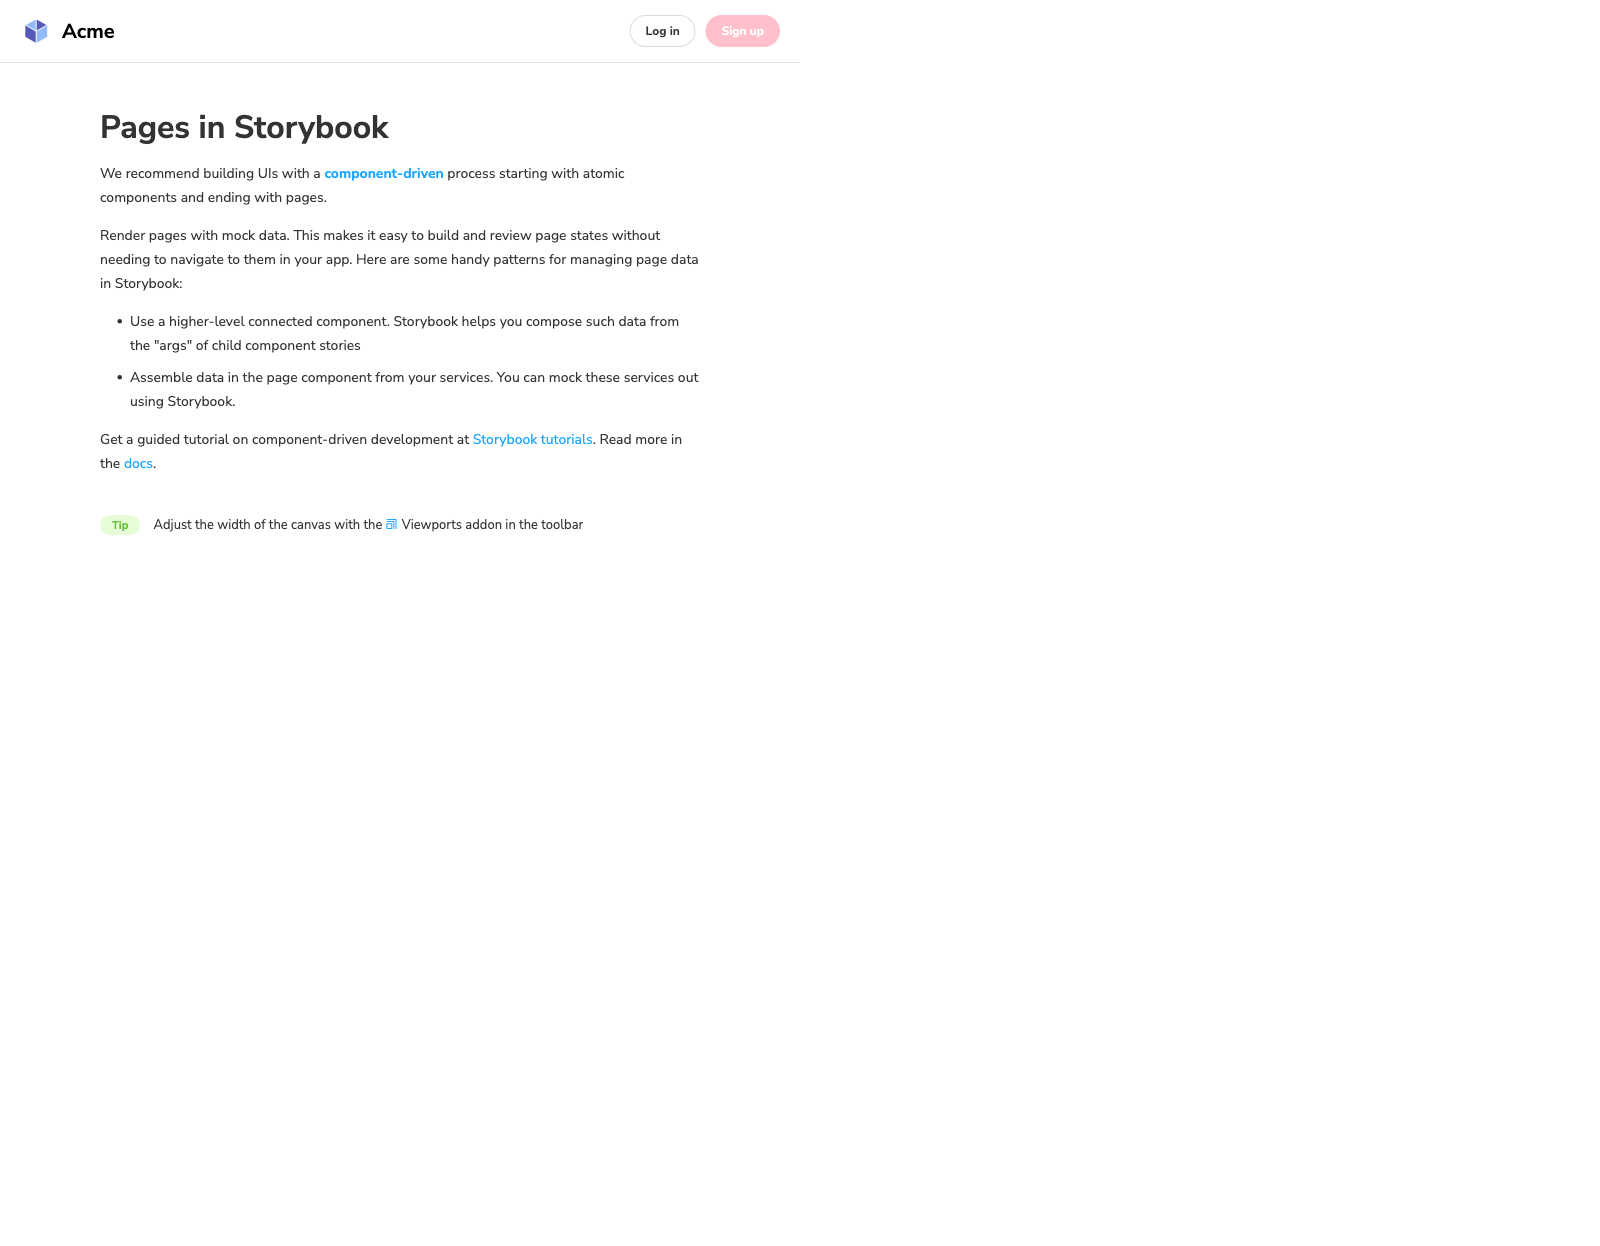 Acme
Log in
Sign up
Pages in Storybook
We recommend building UIs with a component-driven process starting with atomic
components and ending with pages.
Render pages with mock data. This makes it easy to build and review page states without
needing to navigate to them in your app. Here are some handy patterns for managing page data
in Storybook:
• Use a higher-level connected component. Storybook helps you compose such data from
the "args" of child component stories
• Assemble data in the page component from your services. You can mock these services out
using Storybook.
Get a guided tutorial on component-driven development at Storybook tutorials. Read more in
the docs.
Tip Adjust the width of the canvas with the Viewports addon in the toolbar